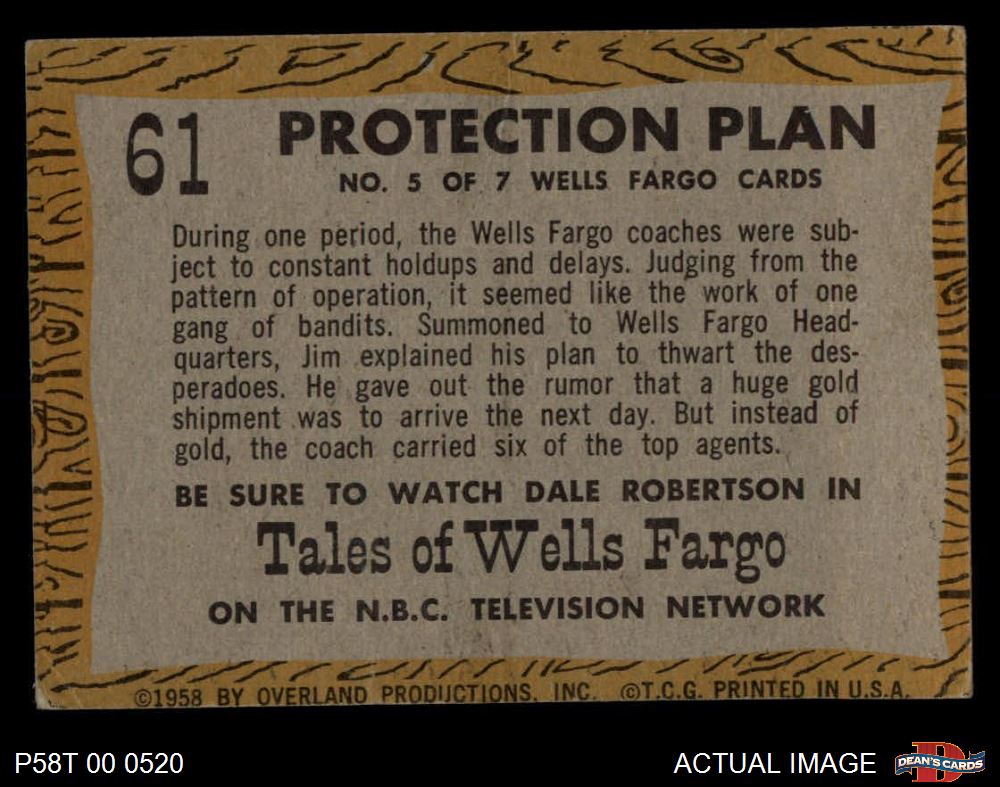 61
PROTECTION PLAN
NO. 5 OF 7 WELLS FARGO CARDS
During one period, the Wells Fargo coaches were sub-
ject to constant holdups and delays. Judging from the
pattern of operation, it seemed like the work of one
gang of bandits. Summoned to Wells Fargo Head-
quarters, Jim explained his plan to thwart the des-
peradoes. He gave out the rumor that a huge gold
shipment was to arrive the next day. But instead of
gold, the coach carried six of the top agents.
BE SURE TO WATCH DALE ROBERTSON IN
Tales of Wells Fargo
ON THE N.B.C. TELEVISION NETWORK
©1958 BY OVERLAND PRODUCTIONS, INC. ©T.C.G. PRINTED IN U.S.A.
P58T 00 0520
ACTUAL IMAGE
DEAN'S CARDS